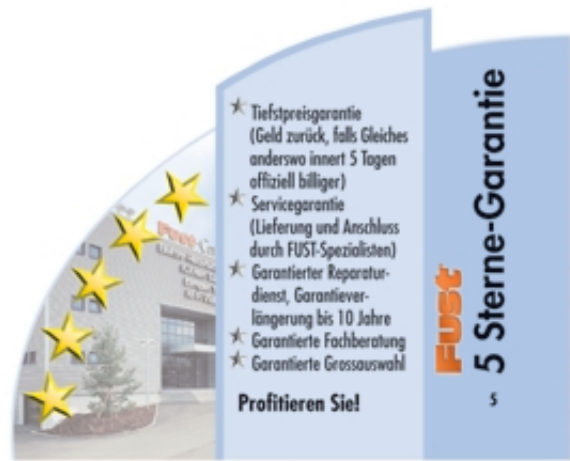 Tiefstpreisgarantie
(Geld zurück, falls Gleiches
anderswo innert 5 Tagen
offiziell billiger)
Servicegarantie
(Lieferung und Anschluss
durch FUST-Spezialisten)
Garantierter Reparatur-
dienst, Garantiever-
längerung bis 10 Jahre
Garantierte Fachberatung
Garantierte Grossauswahl
Profitieren Sie!
FUST
5 Sterne-Garantie
5
FUST